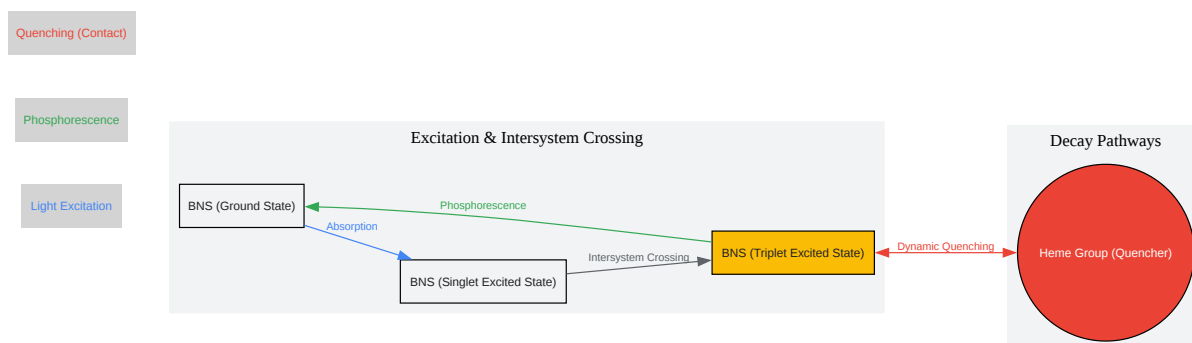 Quenching (Contact)
Phosphorescence
Light Excitation
Excitation & Intersystem Crossing
BNS (Ground State)
Phosphorescence
Absorption
BNS (Singlet Excited State)
Intersystem Crossing
BNS (Triplet Excited State)
Dynamic Quenching
Decay Pathways
Heme Group (Quencher)